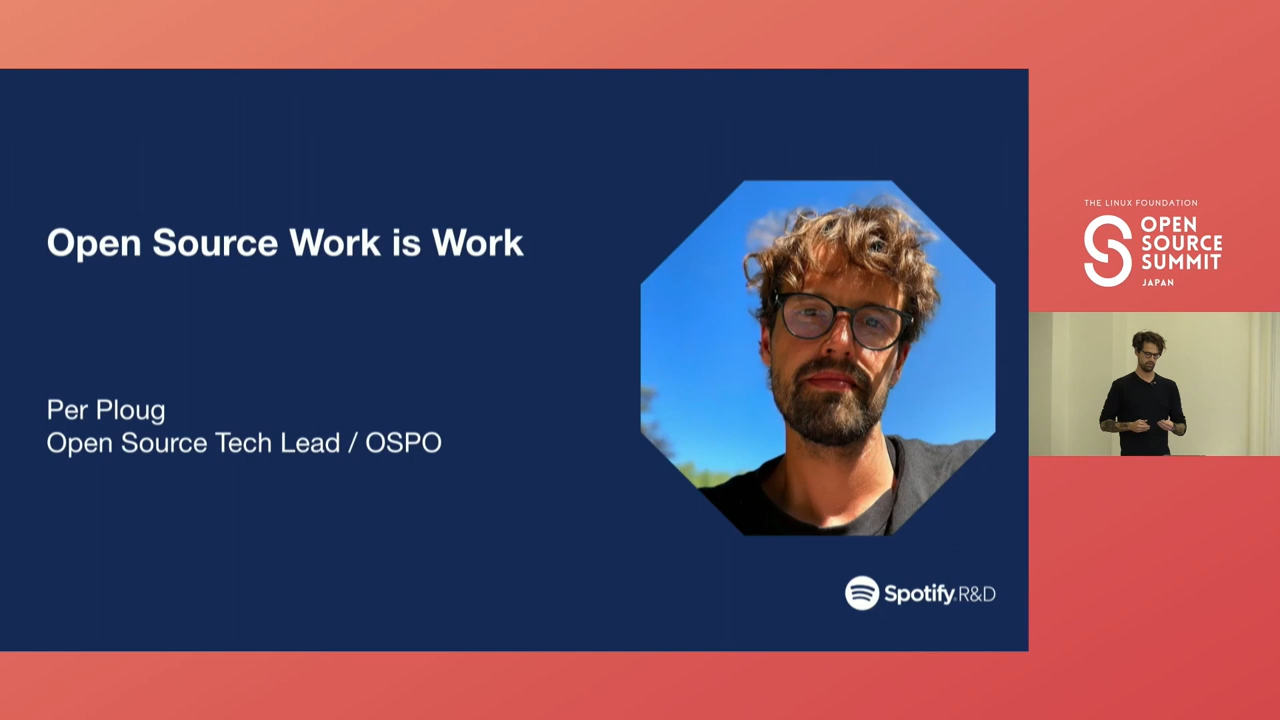 Open Source Work is Work
Per Ploug
Open Source Tech Lead / OSPO
Spotify R&D
THE LINUX FOUNDATION
OPEN
SOURCE
SUMMIT
JAPAN